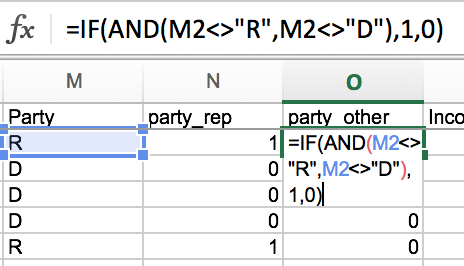 fx =IF(AND(M2<>"R",M2<>"D"),1,0)
M N O
Party party_rep party_other Inco
R 1 =IF(AND(M2<>
D 0 "R",M2<>"D"),
D 0 1,0)
D 0 0
R 1 0